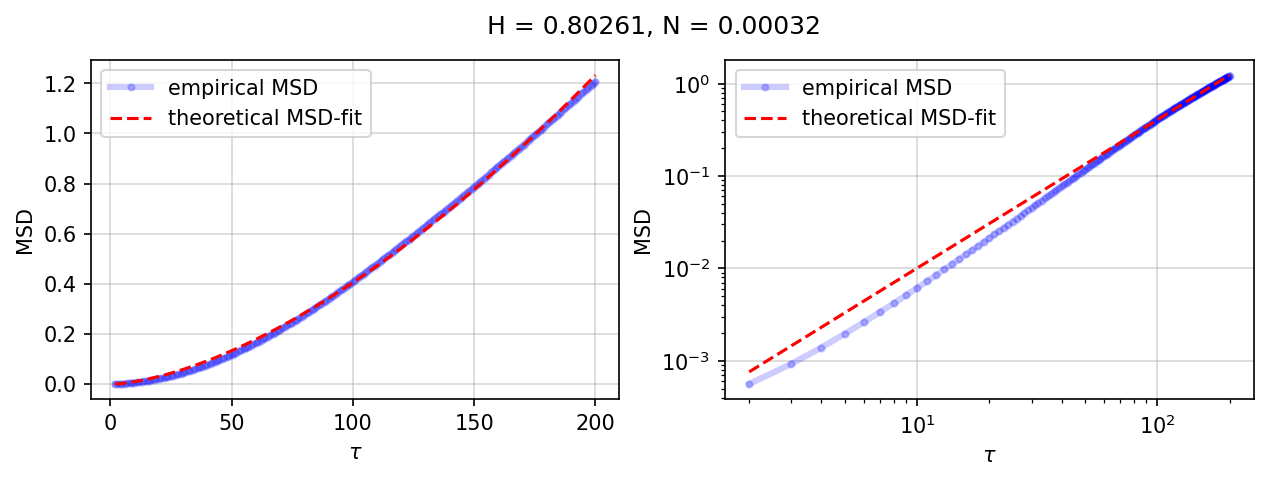 H = 0.80261, N = 0.00032
empirical MSD
theoretical MSD-fit
MSD
1.2
1.0
0.8
0.6
0.4
0.2
0.0
0 50 100 150 200
τ
empirical MSD
theoretical MSD-fit
MSD
10⁰
10⁻¹
10⁻²
10⁻³
10¹ 10²
τ